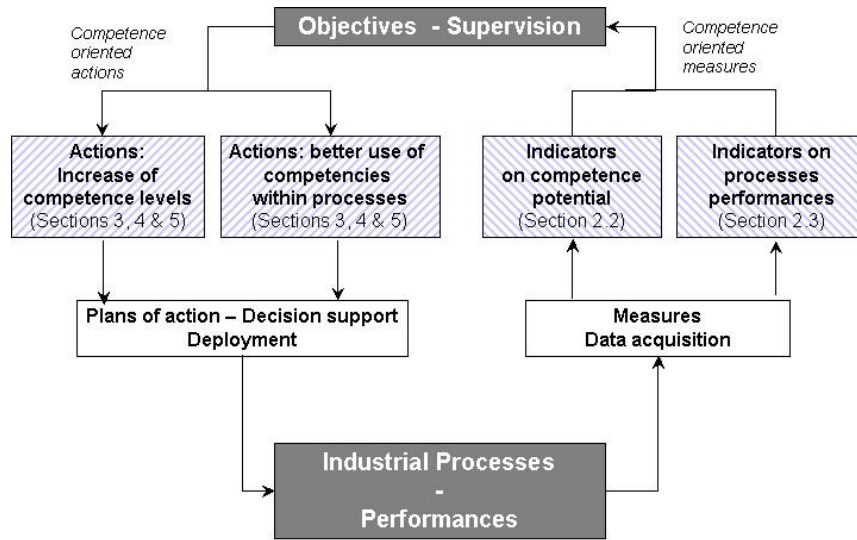 Objectives - Supervision
Competence
oriented
actions
Competence
oriented
measures
Actions:
Increase of
competence levels
(Sections 3, 4 & 5)
Actions: better use of
competencies
within processes
(Sections 3, 4 & 5)
Indicators
on competence
potential
(Section 2.2)
Indicators on
processes
performances
(Section 2.3)
Plans of action – Decision support
Deployment
Measures
Data acquisition
Industrial Processes
-
Performances